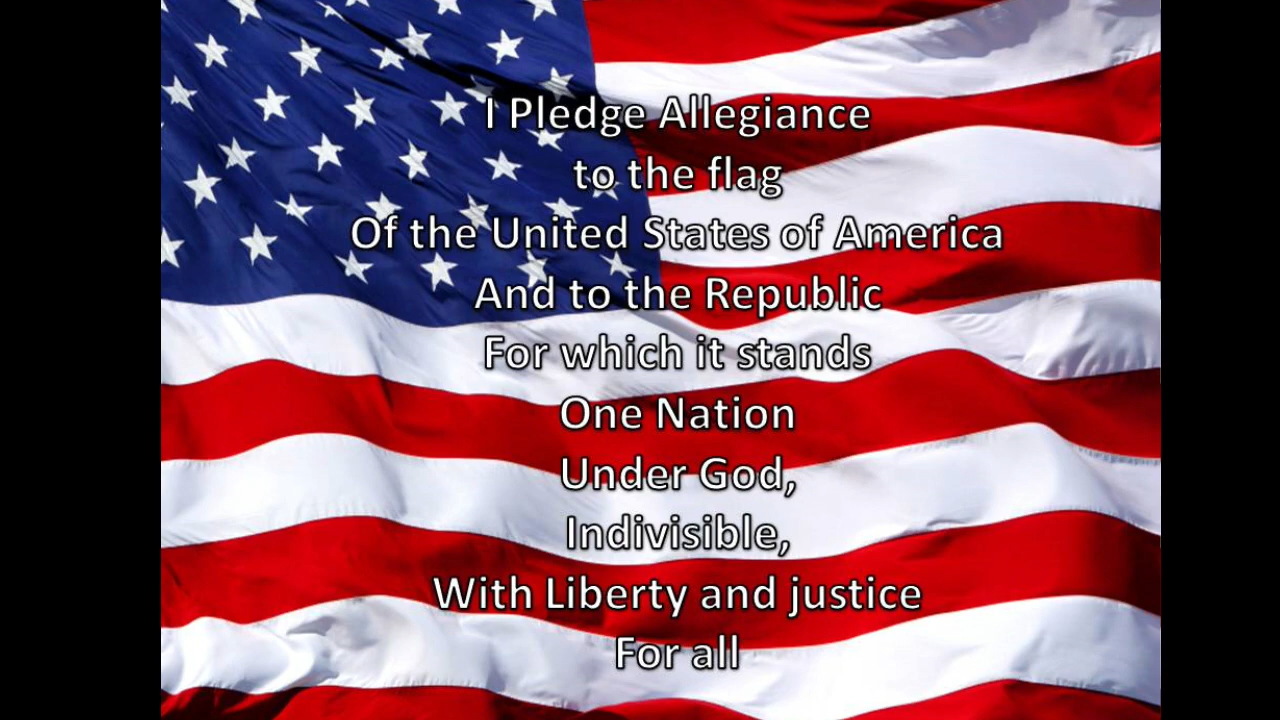 I Pledge Allegiance
to the flag
Of the United States of America
And to the Republic
For which it stands
One Nation
Under God,
Indivisible,
With Liberty and justice
For all